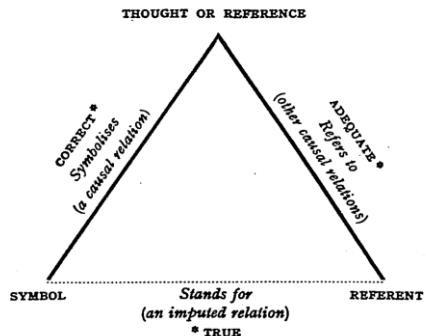 THOUGHT OR REFERENCE
CORRECT*
Symbolises
(a causal relation)
ADEQUATE*
Refers to
(other causal relations)
SYMBOL
Stands for
(an imputed relation)
* TRUE
REFERENT